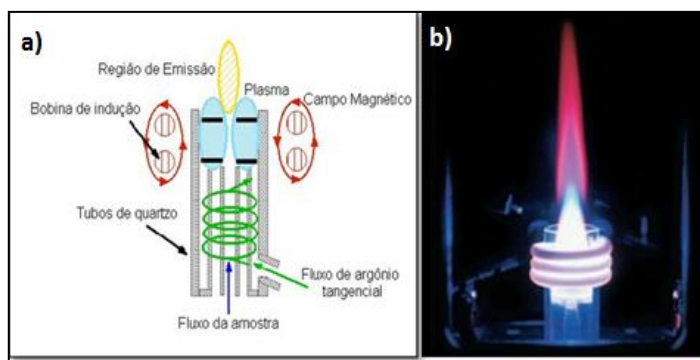 a)
Região de Emissão
Plasma
Bobina de indução
Campo Magnético
Tubos de quartzo
Fluxo de argônio
tangencial
Fluxo da amostra
b)